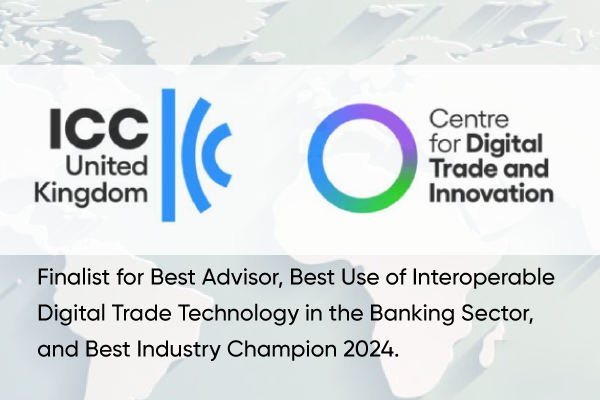 ICC
United
Kingdom
Centre
for Digital
Trade and
Innovation
Finalist for Best Advisor, Best Use of Interoperable
Digital Trade Technology in the Banking Sector,
and Best Industry Champion 2024.